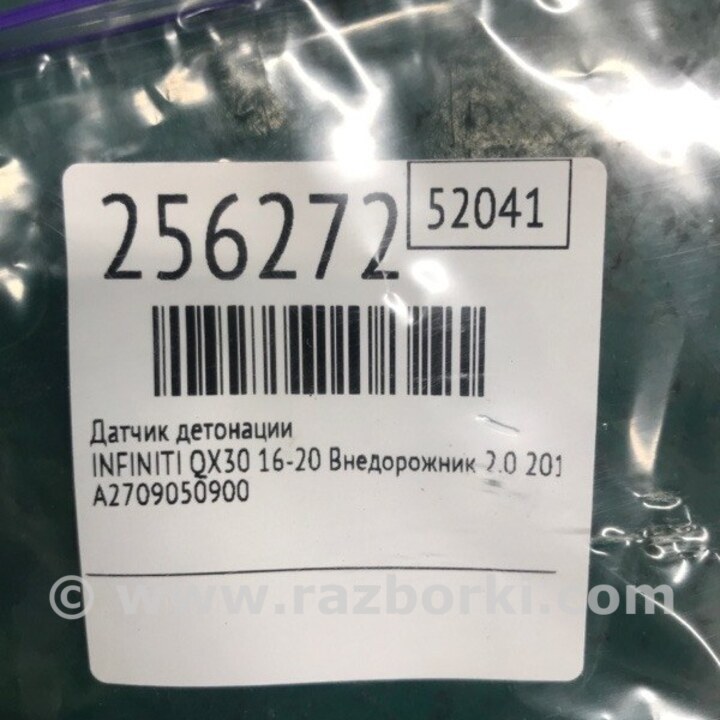 256272
52041
Датчик детонации
INFINITI QX30 16-20 Внедорожник 2.0 201
A2709050900
© www.razborki.com